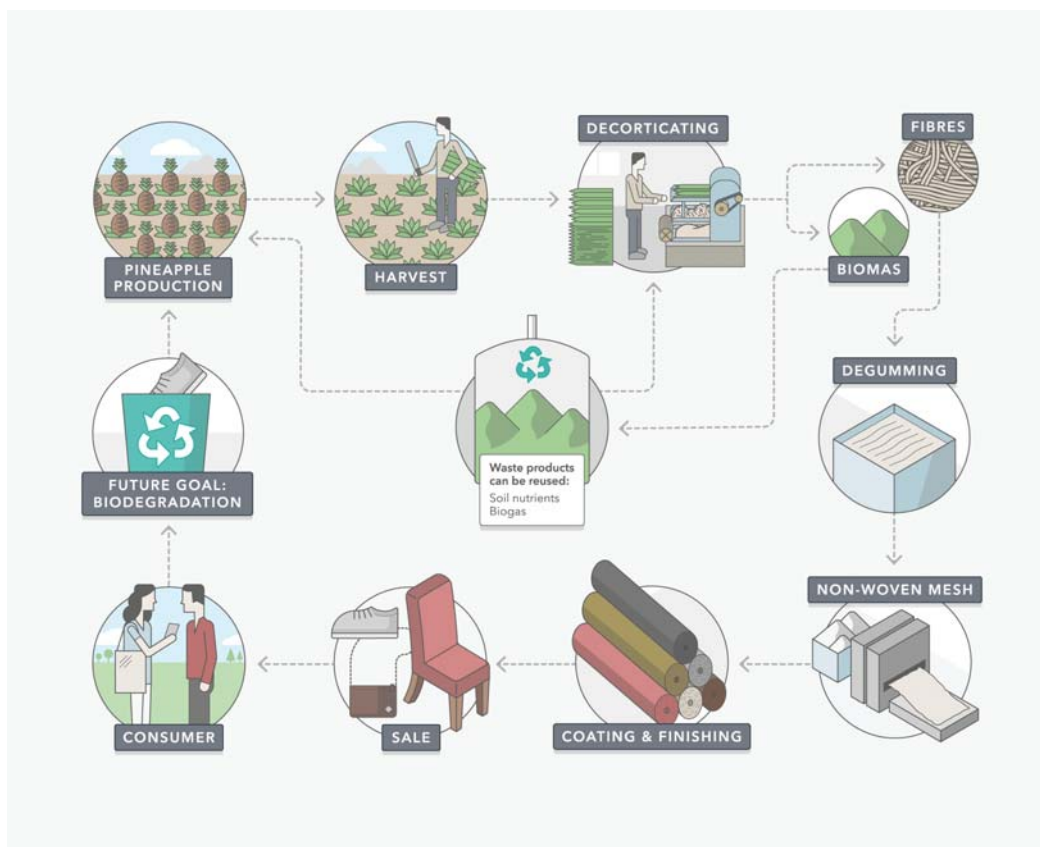 PINEAPPLE
PRODUCTION
HARVEST
DECORTICATING
FIBRES
BIOMAS
Waste products
can be reused:
Soil nutrients
Biogas
DEGUMMING
NON-WOVEN MESH
COATING & FINISHING
SALE
CONSUMER
FUTURE GOAL:
BIODEGRADATION